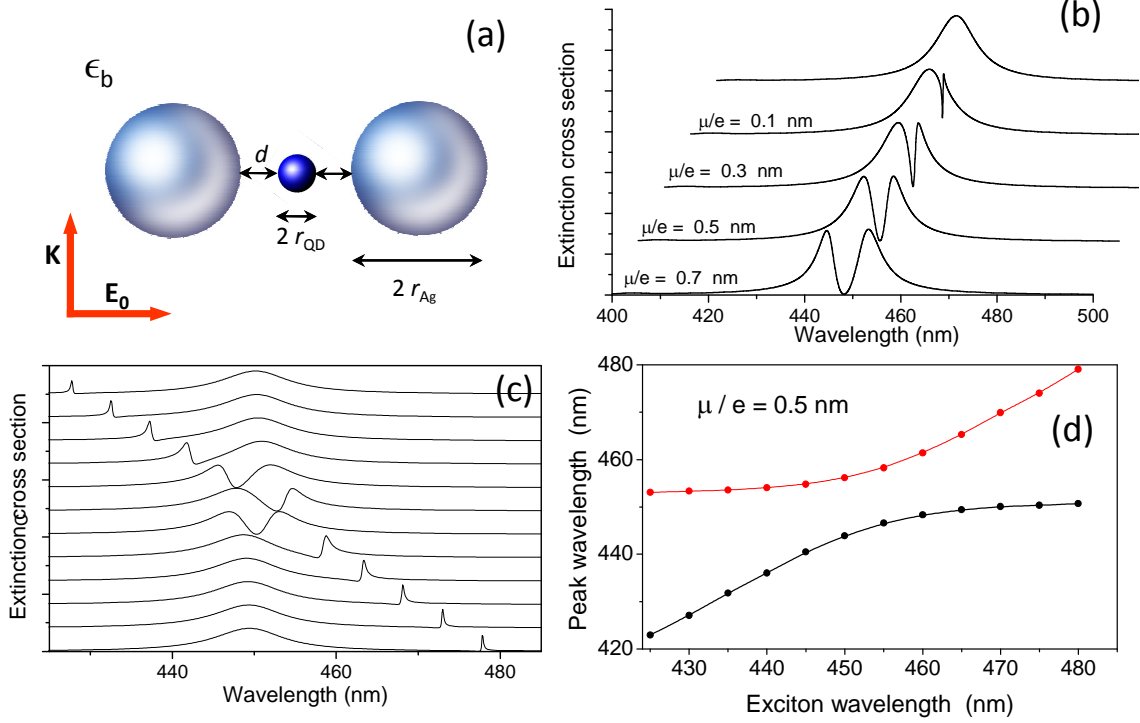 (a)
ϵb
d
2 rQD
K
E0
2 rAg
(b)
Extinction cross section
μ/e = 0.1 nm
μ/e = 0.3 nm
μ/e = 0.5 nm
μ/e = 0.7 nm
400 420 440 460 480 500
Wavelength (nm)
(c)
Extinction cross section
440 460 480
Wavelength (nm)
(d)
μ / e = 0.5 nm
Peak wavelength (nm)
480
460
440
420
430 440 450 460 470 480
Exciton wavelength (nm)